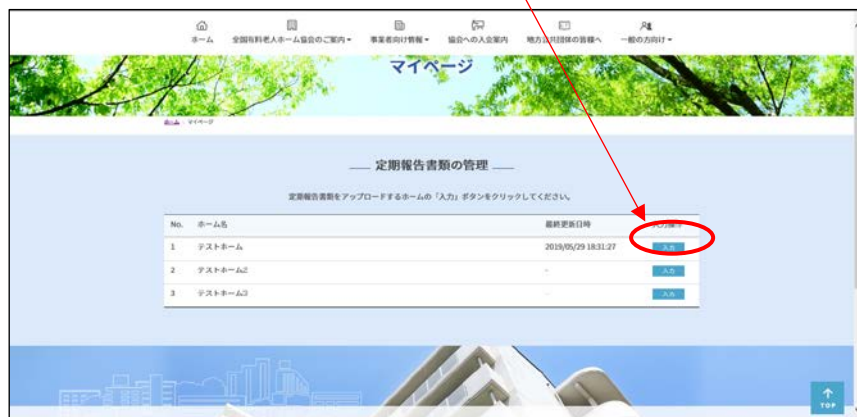 ホーム 全国有料老人ホーム協会のご案内 事業者向け情報 協会への入会案内 地方公共団体の皆様へ 一般の方向け
マイページ
ホーム マイページ
定期報告書類の管理
定期報告書類をアップロードするホームの「入力」ボタンをクリックしてください。
No. ホーム名 最終更新日時
1 テストホーム 2019/05/29 18:31:27 入力
2 テストホーム2 - 入力
3 テストホーム3 - 入力
TOP